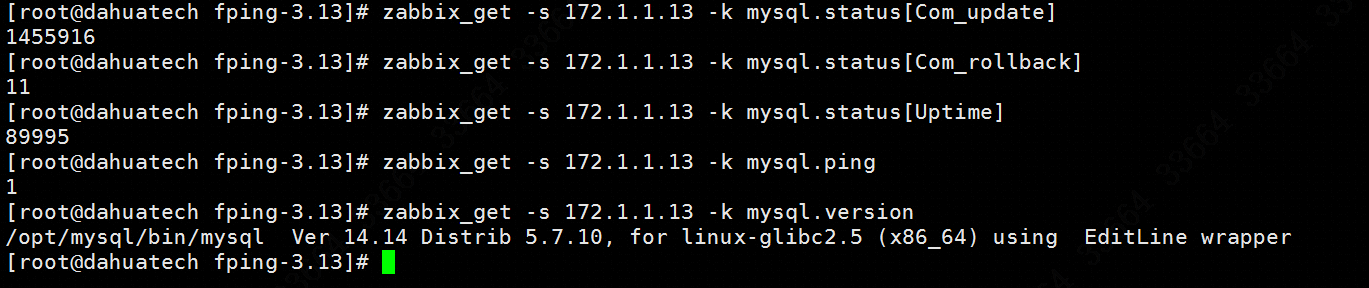 [root@dahuatech fping-3.13]# zabbix_get -s 172.1.1.13 -k mysql.status[Com_update]
1455916
[root@dahuatech fping-3.13]# zabbix_get -s 172.1.1.13 -k mysql.status[Com_rollback]
11
[root@dahuatech fping-3.13]# zabbix_get -s 172.1.1.13 -k mysql.status[Uptime]
89995
[root@dahuatech fping-3.13]# zabbix_get -s 172.1.1.13 -k mysql.ping
1
[root@dahuatech fping-3.13]# zabbix_get -s 172.1.1.13 -k mysql.version
/opt/mysql/bin/mysql  Ver 14.14 Distrib 5.7.10, for linux-glibc2.5 (x86_64) using  EditLine wrapper
[root@dahuatech fping-3.13]#
33664 33664